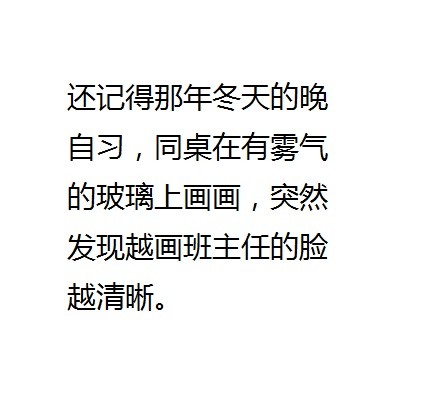 还记得那年冬天的晚
自习，同桌在有雾气
的玻璃上画画，突然
发现越画班主任的脸
越清晰。